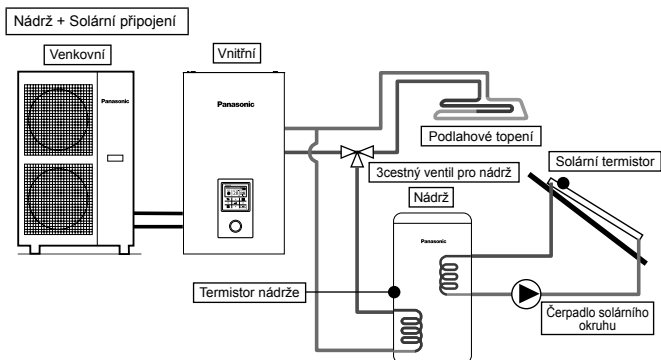 Nádrž + Solární připojení
Venkovní
Vnitřní
Panasonic
Panasonic
Podlahové topení
Solární termistor
3cestný ventil pro nádrž
Nádrž
Panasonic
Termistor nádrže
Čerpadlo solárního
okruhu